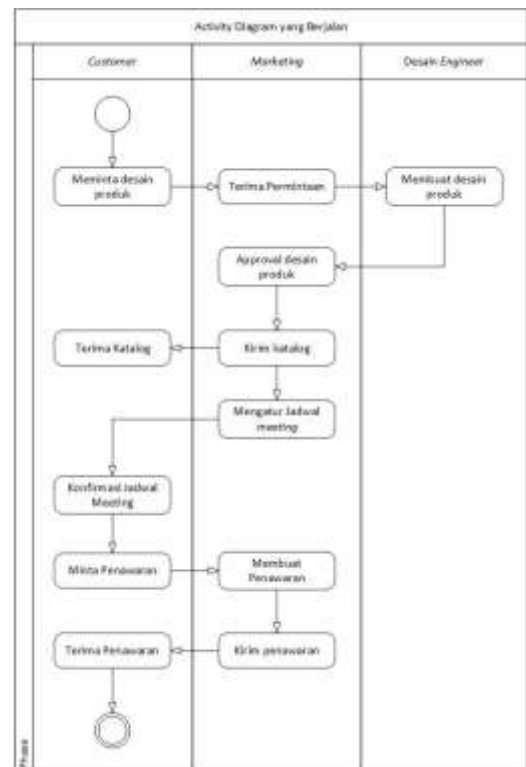 Activity Diagram yang Berjalan
Customer
Marketing
Desain Engineer
Meminta desain
produk
Terima Permintaan
Membuat desain
produk
Approval desain
produk
Terima Katalog
Kirim katalog
Mengatur Jadwal
meeting
Konfirmasi Jadwal
Meeting
Minta Penawaran
Membuat
Penawaran
Terima Penawaran
Kirim penawaran
Phase